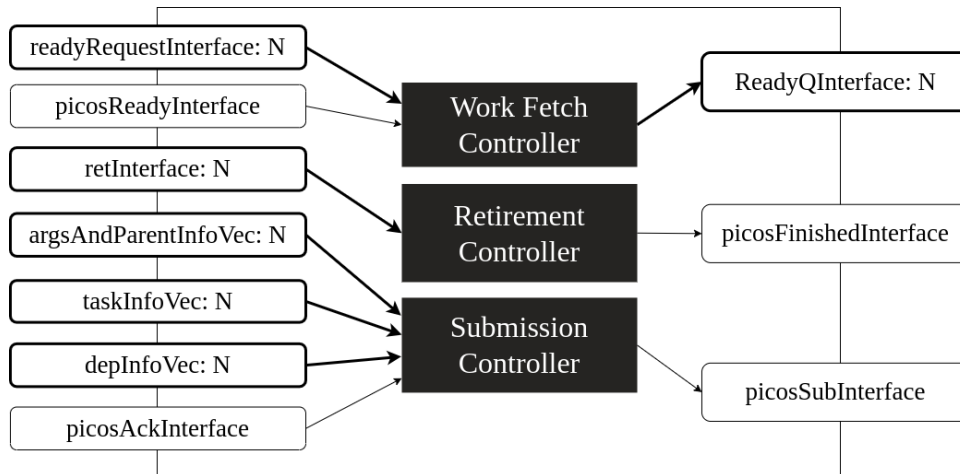 readyRequestInterface: N
picosReadyInterface
retInterface: N
argsAndParentInfoVec: N
taskInfoVec: N
depInfoVec: N
picosAckInterface
Work Fetch
Controller
Retirement
Controller
Submission
Controller
ReadyQInterface: N
picosFinishedInterface
picosSubInterface